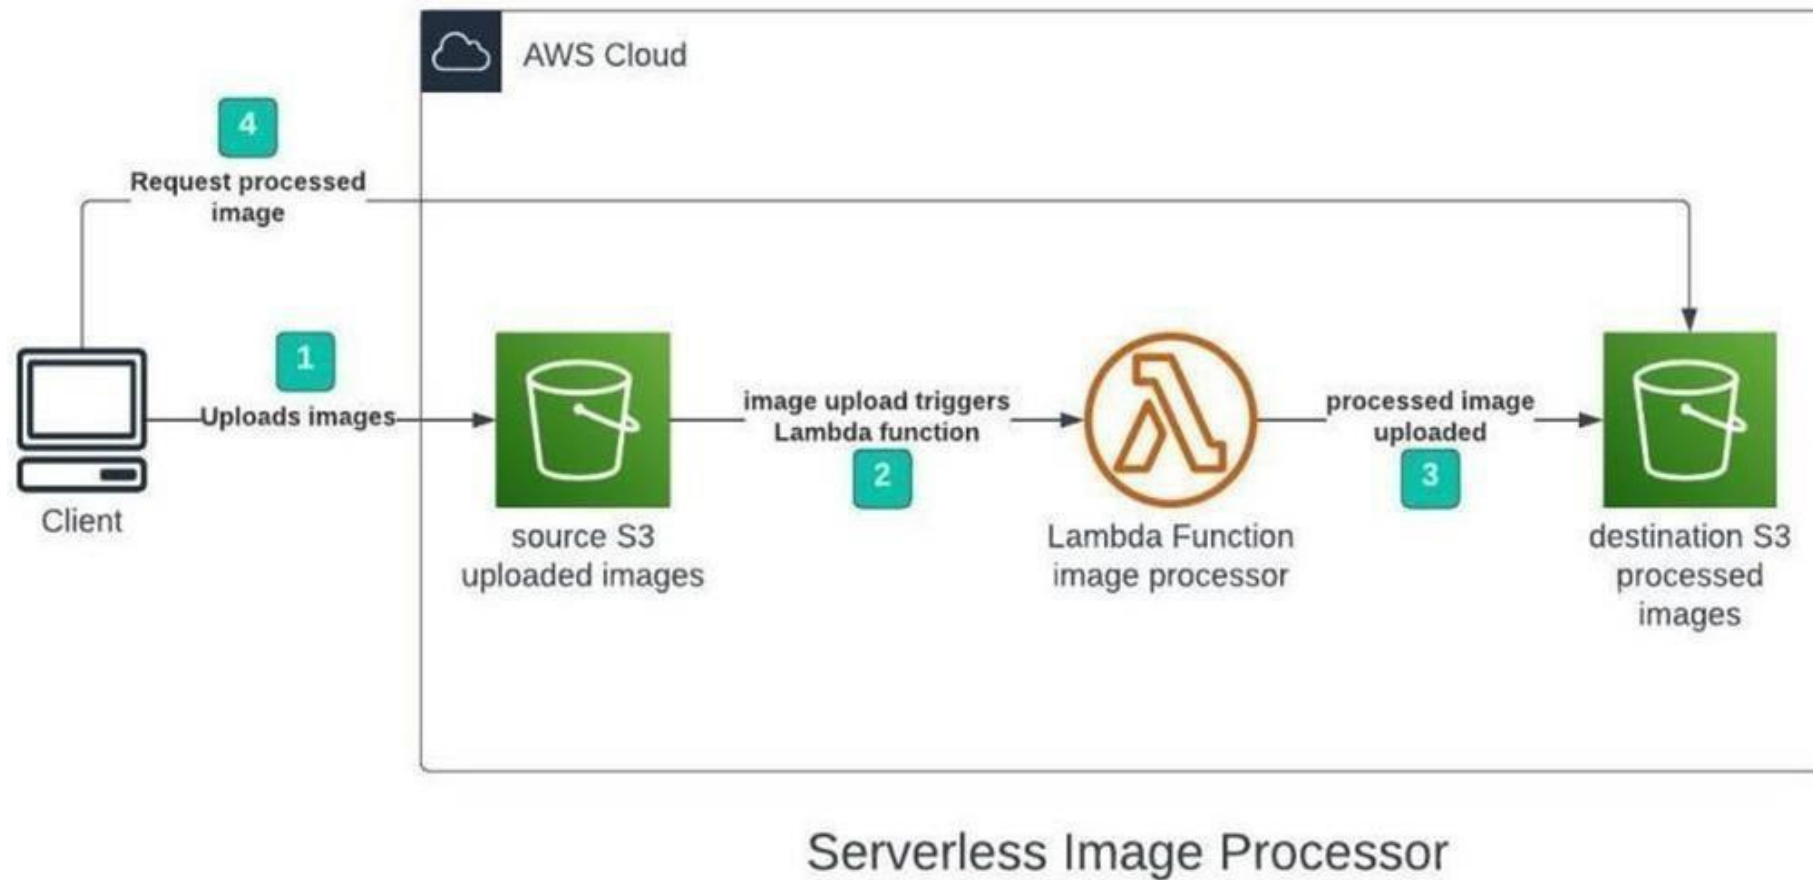 AWS Cloud
4
Request processed
image
1
Uploads images
image upload triggers
Lambda function
2
processed image
uploaded
3
Client
source S3
uploaded images
Lambda Function
image processor
destination S3
processed
images
Serverless Image Processor